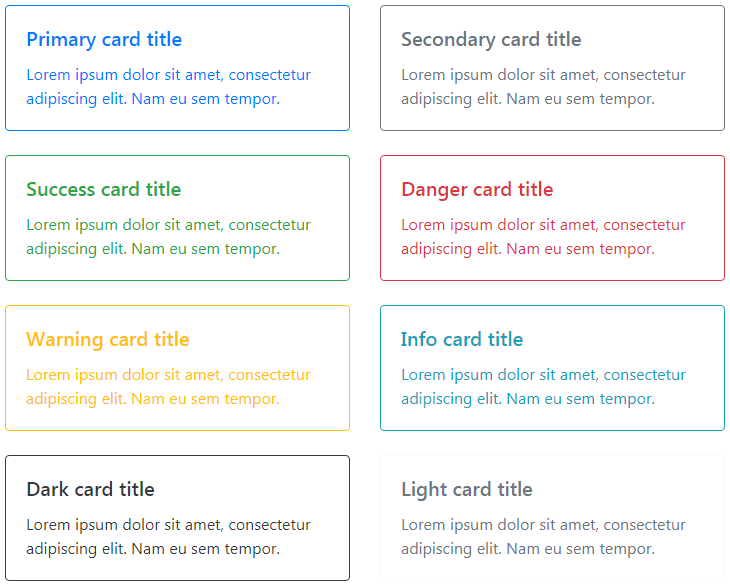 Primary card title
Lorem ipsum dolor sit amet, consectetur
adipiscing elit. Nam eu sem tempor.
Secondary card title
Lorem ipsum dolor sit amet, consectetur
adipiscing elit. Nam eu sem tempor.
Success card title
Lorem ipsum dolor sit amet, consectetur
adipiscing elit. Nam eu sem tempor.
Danger card title
Lorem ipsum dolor sit amet, consectetur
adipiscing elit. Nam eu sem tempor.
Warning card title
Lorem ipsum dolor sit amet, consectetur
adipiscing elit. Nam eu sem tempor.
Info card title
Lorem ipsum dolor sit amet, consectetur
adipiscing elit. Nam eu sem tempor.
Dark card title
Lorem ipsum dolor sit amet, consectetur
adipiscing elit. Nam eu sem tempor.
Light card title
Lorem ipsum dolor sit amet, consectetur
adipiscing elit. Nam eu sem tempor.